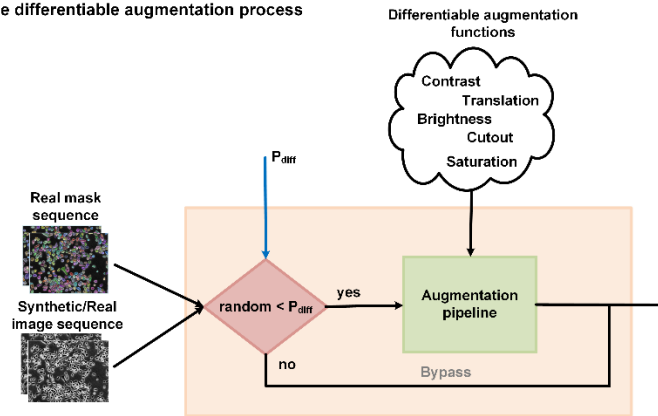 e differentiable augmentation process
Differentiable augmentation
functions
Contrast
Translation
Brightness
Cutout
Saturation
Pdiff
Real mask
sequence
Synthetic/Real
image sequence
random < Pdiff
yes
no
Augmentation
pipeline
Bypass